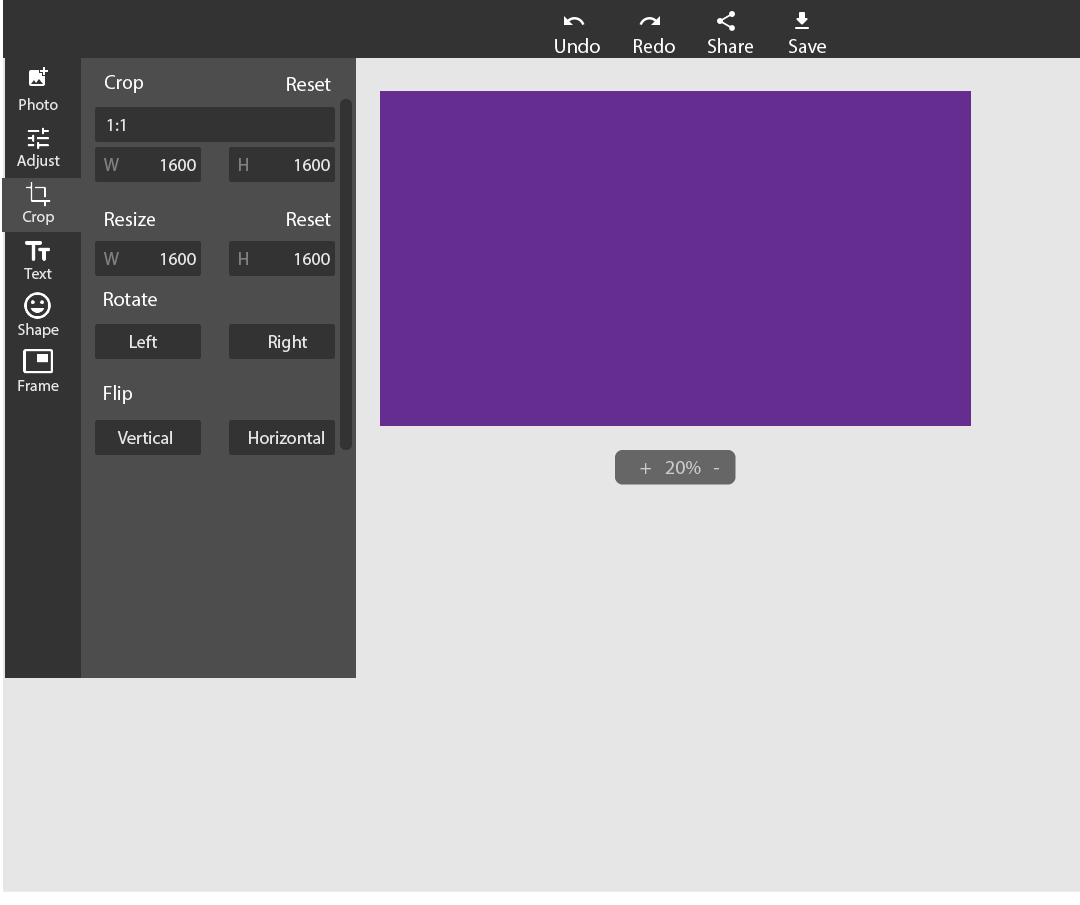 Undo Redo Share Save
Photo
Adjust
Crop
Text
Shape
Frame
Crop Reset
1:1
W 1600 H 1600
Resize Reset
W 1600 H 1600
Rotate
Left Right
Flip
Vertical Horizontal
+ 20% -